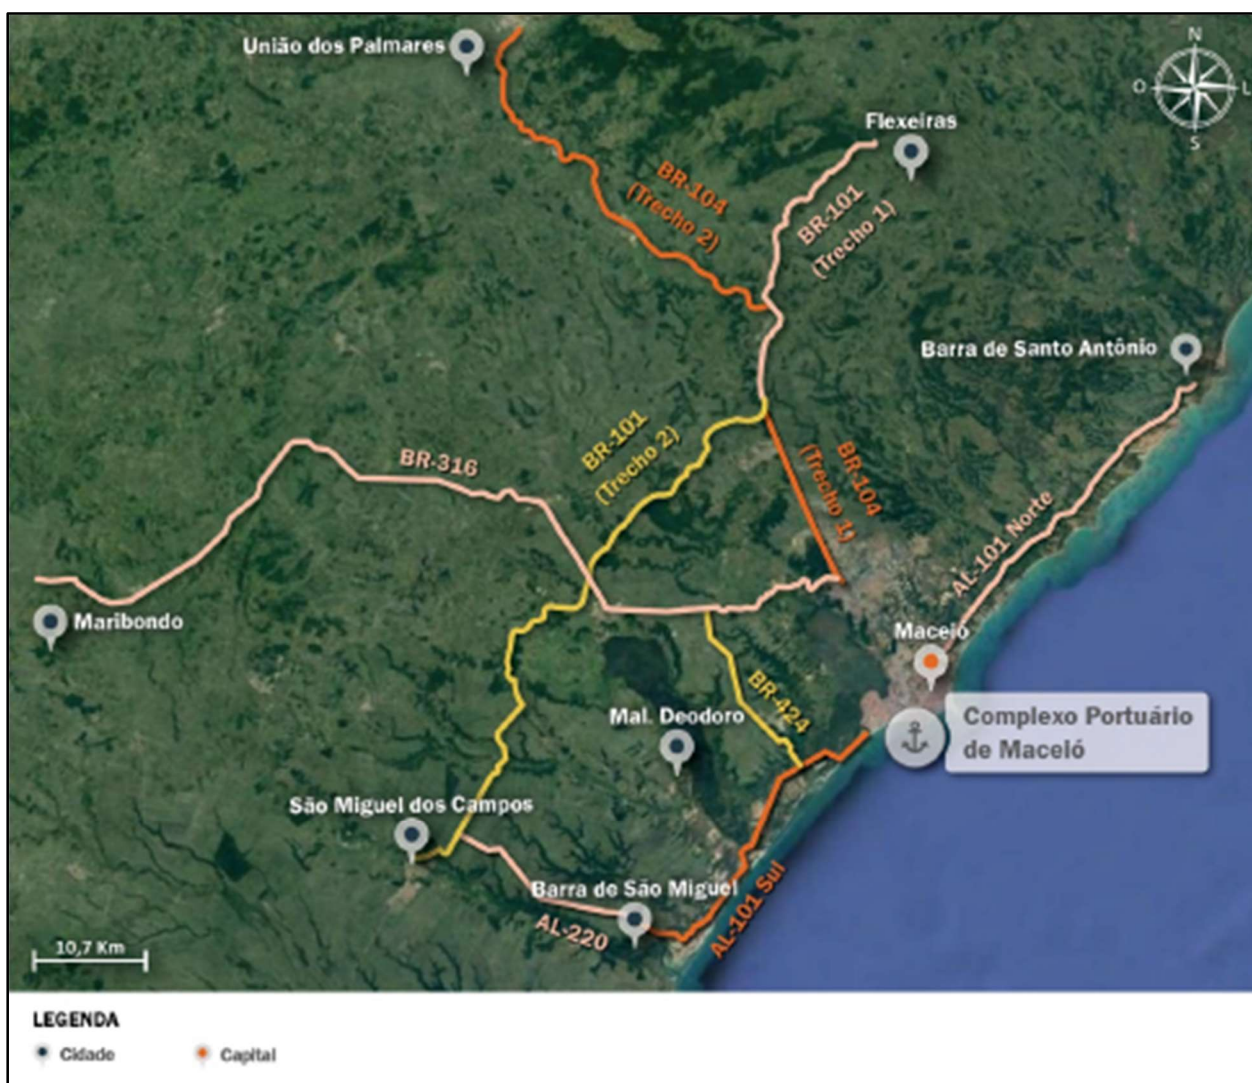 União dos Palmares
N
O
L
S
Flexeiras
BR-104
(Trecho 2)
BR-101
(Trecho 1)
Barra de Santo Antônio
BR-101
(Trecho 2)
BR-316
BR-104
(Trecho 1)
AL-101 Norte
Maribondo
Maceió
BR-424
Mal. Deodoro
Complexo Portuário
de Maceió
São Miguel dos Campos
Barra de São Miguel
AL-220
AL-101 Sul
10,7 Km
LEGENDA
Cidade
Capital